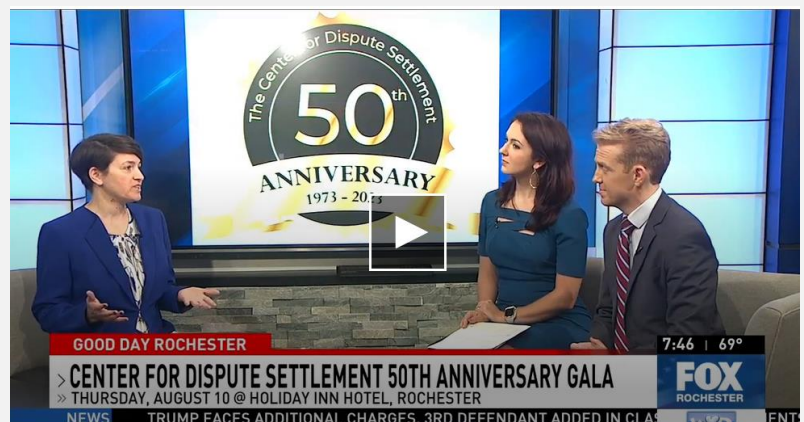 The Center for Dispute Settlement
50th
ANNIVERSARY
1973 - 2023
GOOD DAY ROCHESTER
7:46 | 69°
CENTER FOR DISPUTE SETTLEMENT 50TH ANNIVERSARY GALA
» THURSDAY, AUGUST 10 @ HOLIDAY INN HOTEL, ROCHESTER
FOX
ROCHESTER
NEWS
TRUMP FACES ADDITIONAL CHARGES, 3RD DEFENDANT ADDED IN